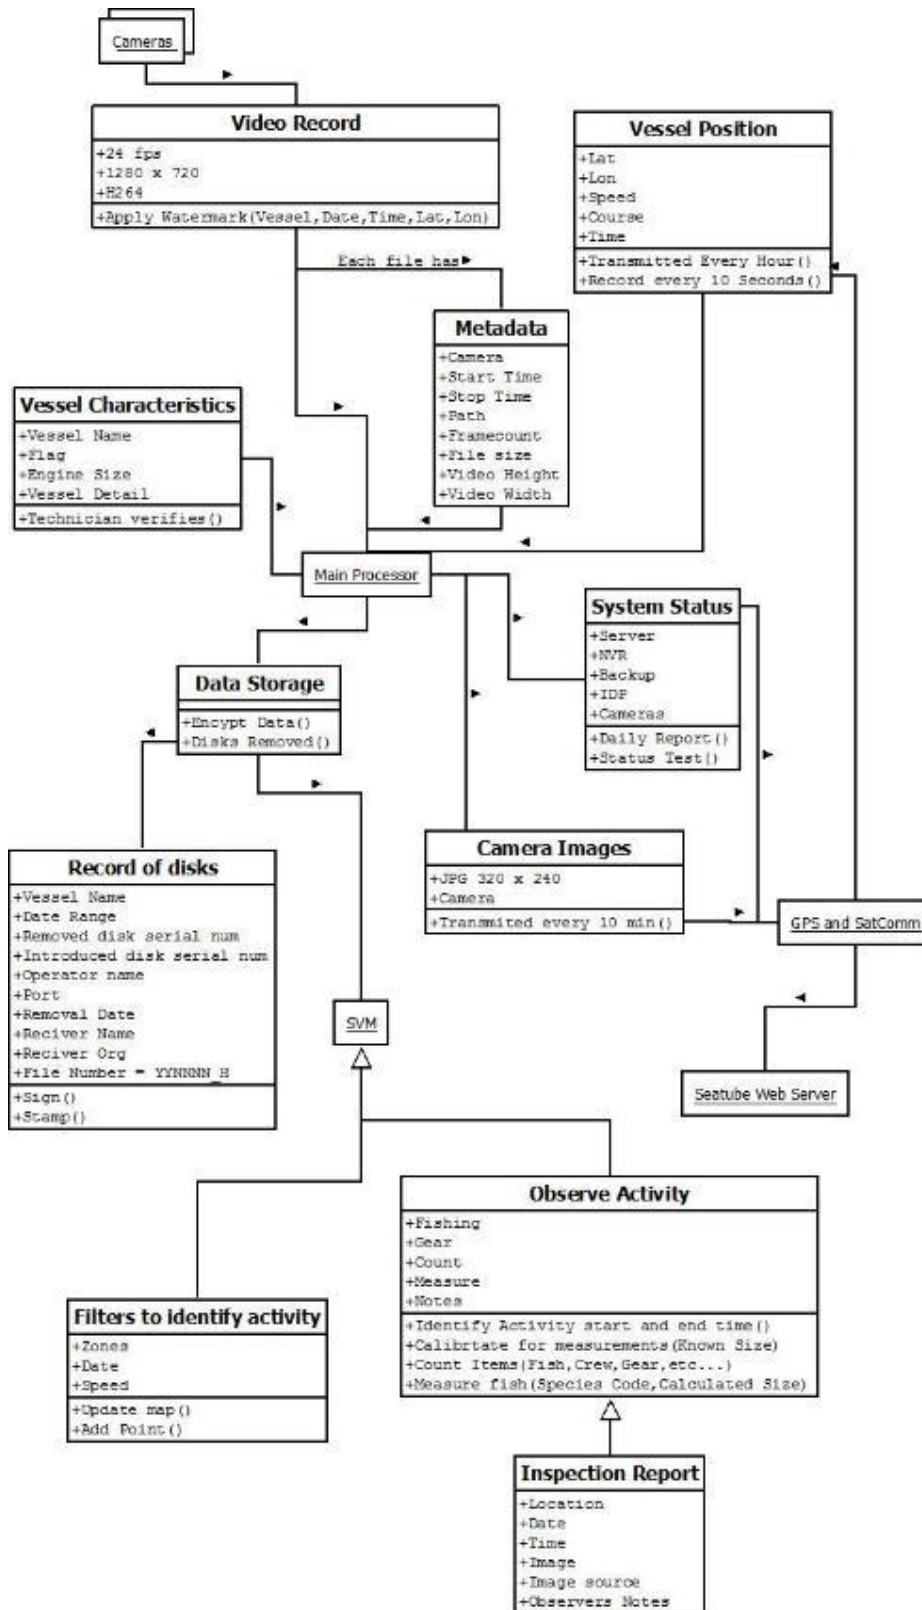 Cameras
Video Record
+24 fps
+1280 x 720
+H264
+Apply Watermark(Vessel,Date,Time,Lat,Lon)
Vessel Position
+Lat
+Lon
+Speed
+Course
+Time
+Transmitted Every Hour()
+Record every 10 Seconds()
Each file has
Metadata
+Camera
+Start Time
+Stop Time
+Path
+Framecount
+File size
+Video Height
+Video Width
Vessel Characteristics
+Vessel Name
+Flag
+Engine Size
+Vessel Detail
+Technician verifies()
Main Processor
System Status
+Server
+NVR
+Backup
+IDP
+Cameras
+Daily Report()
+Status Test()
Data Storage
+Encypt Data()
+Disks Removed()
Camera Images
+JPG 320 x 240
+Camera
+Transmited every 10 min()
Record of disks
+Vessel Name
+Date Range
+Removed disk serial num
+Introduced disk serial num
+Operator name
+Port
+Removal Date
+Reciver Name
+Reciver Org
+File Number = YYNNNN_H
+Sign()
+Stamp()
GPS and SatComm
SVM
Seatube Web Server
Observe Activity
+Fishing
+Gear
+Count
+Measure
+Notes
+Identify Activity start and end time()
+Calibrtate for measurements(Known Size)
+Count Items(Fish,Crew,Gear,etc...)
+Measure fish(Species Code,Calculated Size)
Filters to identify activity
+Zones
+Date
+Speed
+Update map()
+Add Point()
Inspection Report
+Location
+Date
+Time
+Image
+Image source
+Observers Notes